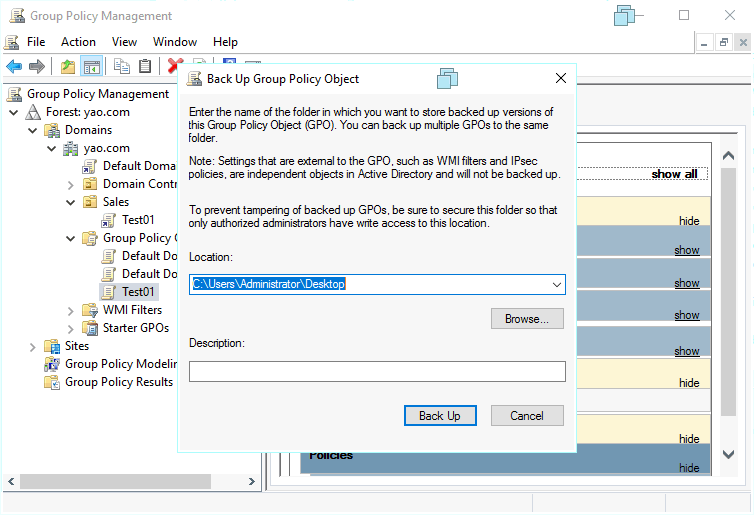 Group Policy Management
File Action View Window Help
Group Policy Management
Forest: yao.com
Domains
yao.com
Default Doma
Domain Contr
Sales
Test01
Group Policy O
Default Do
Default Do
Test01
WMI Filters
Starter GPOs
Sites
Group Policy Modelin
Group Policy Results
Back Up Group Policy Object
Enter the name of the folder in which you want to store backed up versions of
this Group Policy Object (GPO). You can back up multiple GPOs to the same
folder.
Note: Settings that are external to the GPO, such as WMI filters and IPsec
policies, are independent objects in Active Directory and will not be backed up.
To prevent tampering of backed up GPOs, be sure to secure this folder so that
only authorized administrators have write access to this location.
Location:
C:\Users\Administrator\Desktop
Browse...
Description:
Back Up Cancel
show all
hide
show
show
show
show
hide
hide
Policies
hide